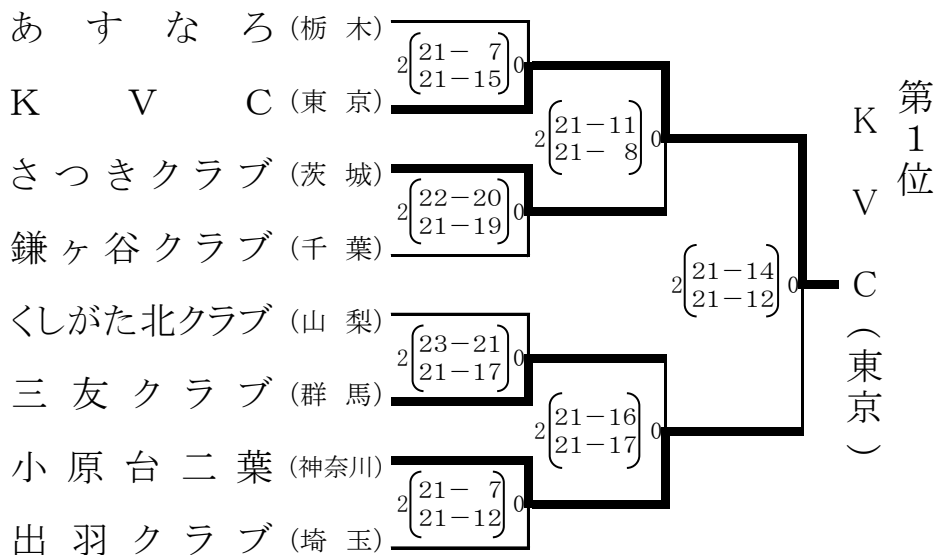 あすなろ(栃木)
KVC(東京)
さつきクラブ(茨城)
鎌ヶ谷クラブ(千葉)
くしがた北クラブ(山梨)
三友クラブ(群馬)
小原台二葉(神奈川)
出羽クラブ(埼玉)
2(21-7 21-15)0
2(22-20 21-19)0
2(23-21 21-17)0
2(21-7 21-12)0
2(21-11 21-8)0
2(21-16 21-17)0
2(21-14 21-12)0
第1位
KVC(東京)